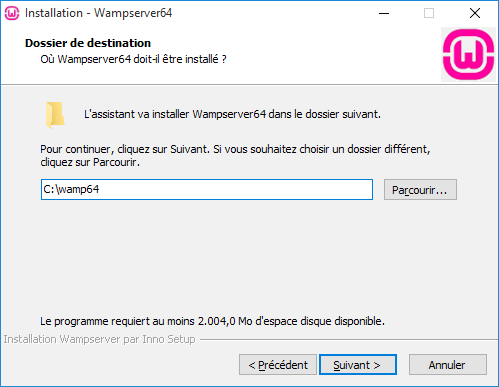 Installation - Wampserver64
Dossier de destination
Où Wampserver64 doit-il être installé ?
L'assistant va installer Wampserver64 dans le dossier suivant.
Pour continuer, cliquez sur Suivant. Si vous souhaitez choisir un dossier différent,
cliquez sur Parcourir.
C:\wamp64
Parcourir...
Le programme requiert au moins 2.004,0 Mo d'espace disque disponible.
Installation Wampserver par Inno Setup
< Précédent
Suivant >
Annuler